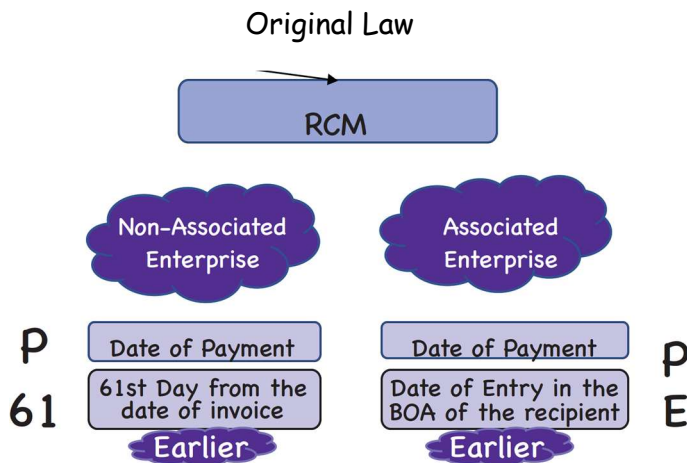 Original Law
RCM
Non-Associated
Enterprise
Associated
Enterprise
P
Date of Payment
Date of Payment
P
61
61st Day from the
date of invoice
Date of Entry in the
BOA of the recipient
E
Earlier
Earlier